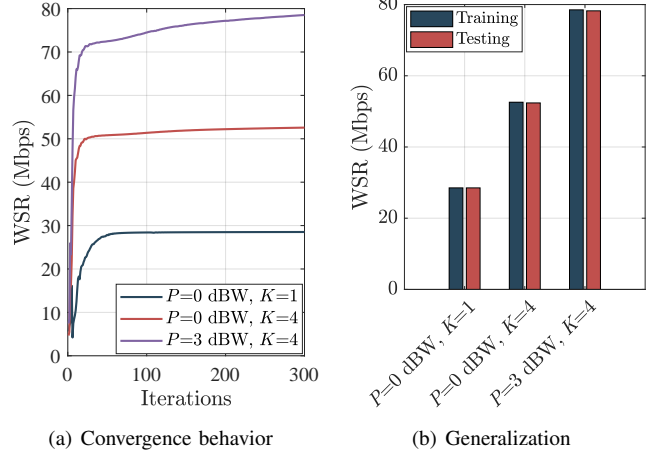 80
70
60
50
40
30
20
10
0
WSR (Mbps)
P=0 dBW, K=1
P=0 dBW, K=4
P=3 dBW, K=4
0
100
200
300
Iterations
(a) Convergence behavior
80
60
40
20
0
WSR (Mbps)
Training
Testing
P=0 dBW, K=1
P=0 dBW, K=4
P=3 dBW, K=4
(b) Generalization